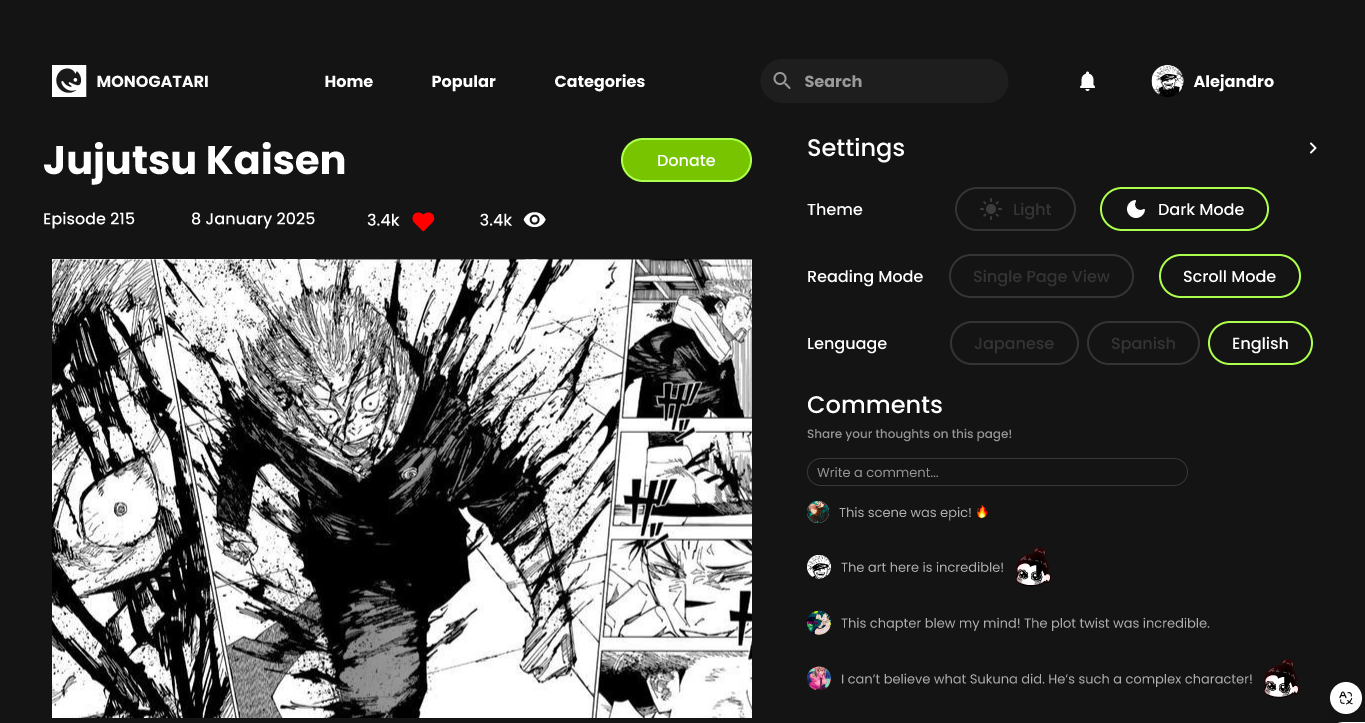 MONOGATARI
Home
Popular
Categories
Search
Alejandro
Jujutsu Kaisen
Donate
Episode 215
8 January 2025
3.4k
3.4k
Settings
Theme
Light
Dark Mode
Reading Mode
Single Page View
Scroll Mode
Lenguage
Japanese
Spanish
English
Comments
Share your thoughts on this page!
Write a comment...
This scene was epic! 🔥
The art here is incredible!
This chapter blew my mind! The plot twist was incredible.
I can’t believe what Sukuna did. He’s such a complex character!